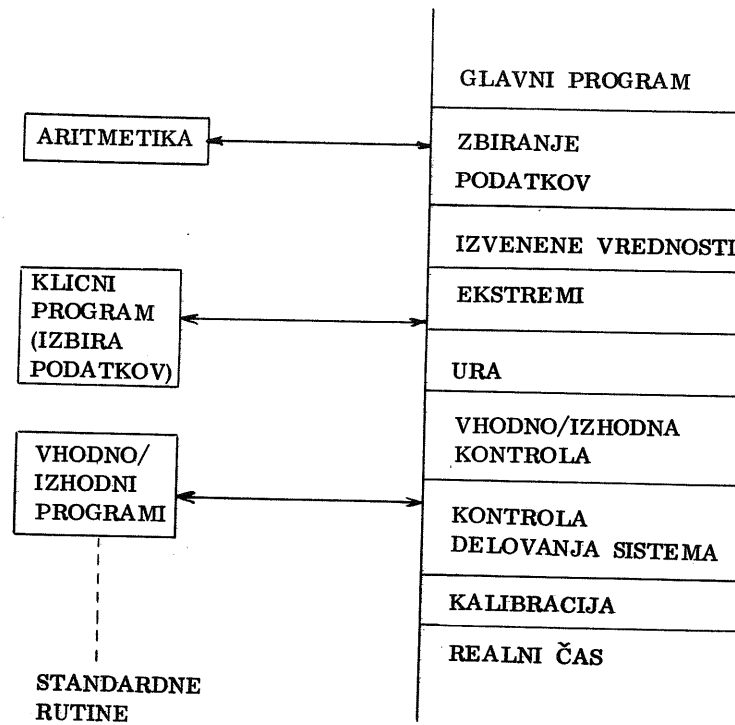 GLAVNI PROGRAM
ARITMETIKA
ZBIRANJE
PODATKOV
IZVENENE VREDNOSTI
KLICNI
PROGRAM
(IZBIRA
PODATKOV)
EKSTREMI
URA
VHODNO/IZHODNA
KONTROLA
VHODNO/
IZHODNI
PROGRAMI
KONTROLA
DELOVANJA SISTEMA
KALIBRACIJA
REALNI ČAS
STANDARDNE
RUTINE